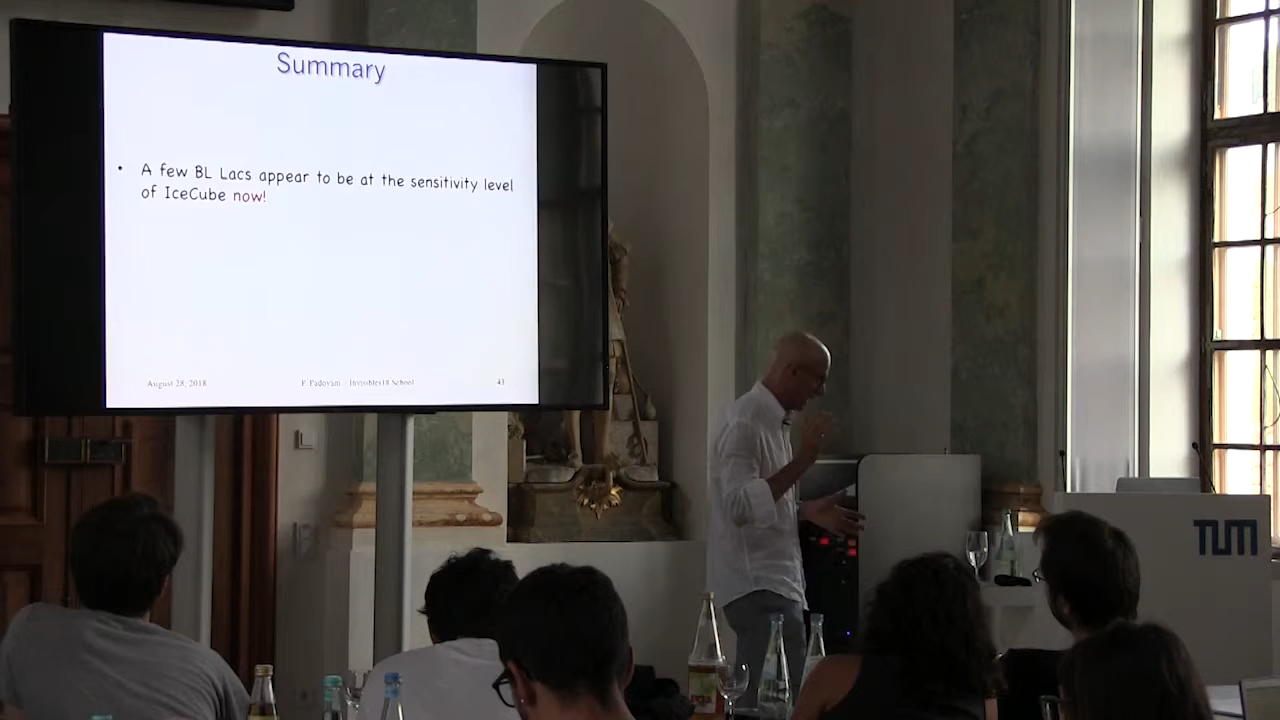 Summary
• A few BL Lacs appear to be at the sensitivity level
of IceCube now!
August 28, 2018
P. Padovani - Invisibles18 School
41
TUM